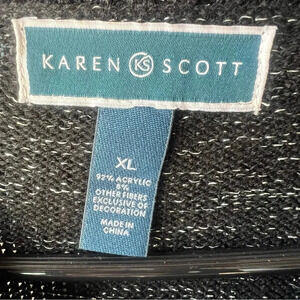 KAREN KS SCOTT
XL
92% ACRYLIC
8%
OTHER FIBERS
EXCLUSIVE OF
DECORATION
MADE IN
CHINA